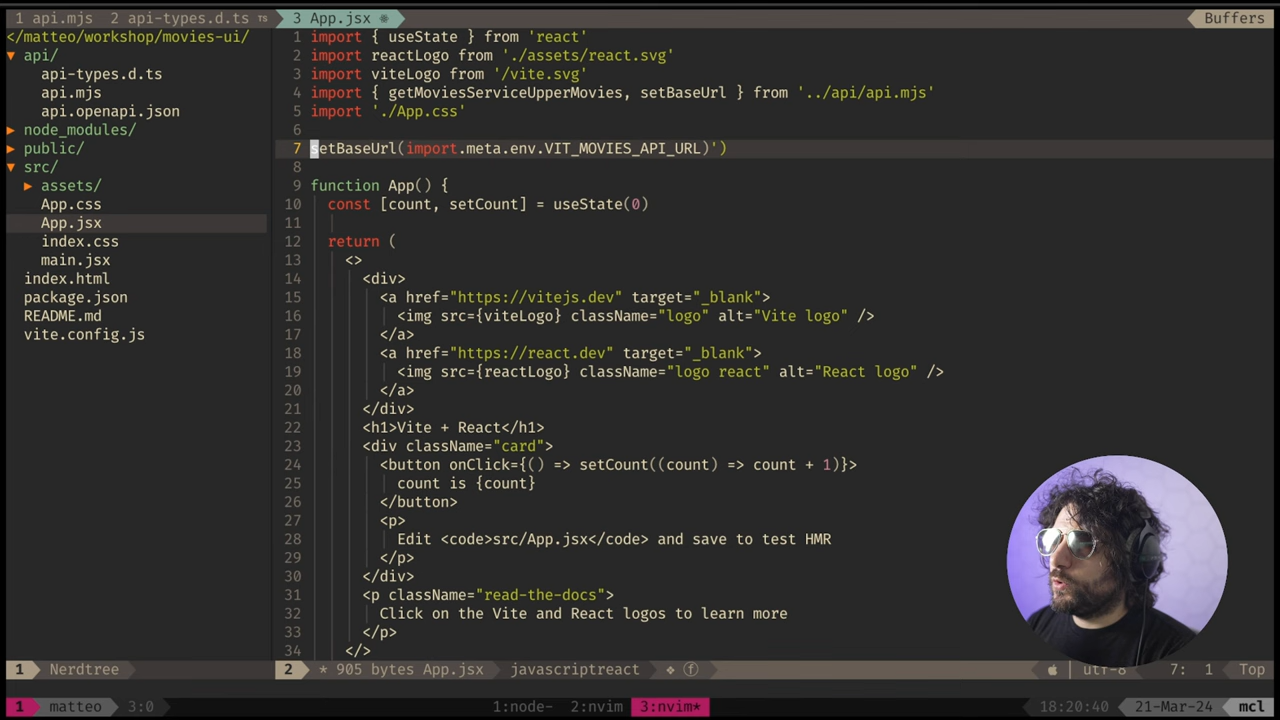 1 api.mjs 2 api-types.d.ts TS 3 App.jsx Buffers
</matteo/workshop/movies-ui/
▼ api/
api-types.d.ts
api.mjs
api.openapi.json
▶ node_modules/
▶ public/
▼ src/
▶ assets/
App.css
App.jsx
index.css
main.jsx
index.html
package.json
README.md
vite.config.js
1 import { useState } from 'react'
2 import reactLogo from './assets/react.svg'
3 import viteLogo from '/vite.svg'
4 import { getMoviesServiceUpperMovies, setBaseUrl } from '../api/api.mjs'
5 import './App.css'
6
7 setBaseUrl(import.meta.env.VIT_MOVIES_API_URL)')
8
9 function App() {
10 const [count, setCount] = useState(0)
11
12 return (
13 <>
14 <div>
15 <a href="https://vitejs.dev" target="_blank">
16 <img src={viteLogo} className="logo" alt="Vite logo" />
17 </a>
18 <a href="https://react.dev" target="_blank">
19 <img src={reactLogo} className="logo react" alt="React logo" />
20 </a>
21 </div>
22 <h1>Vite + React</h1>
23 <div className="card">
24 <button onClick={() => setCount((count) => count + 1)}>
25 count is {count}
26 </button>
27 <p>
28 Edit <code>src/App.jsx</code> and save to test HMR
29 </p>
30 </div>
31 <p className="read-the-docs">
32 Click on the Vite and React logos to learn more
33 </p>
34 </>
1 Nerdtree 2 * 905 bytes App.jsx javascriptreact utf-8 7: 1 Top
1 matteo 3:0 1:node- 2:nvim 3:nvim* 18:20:40 21-Mar-24 mcl